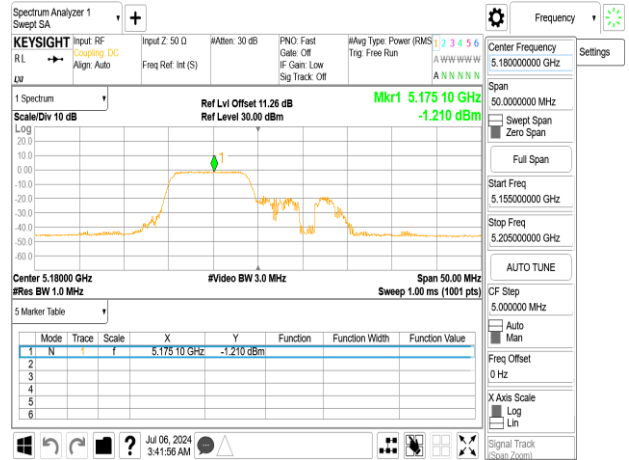 Spectrum Analyzer 1
Swept SA
Frequency
KEYSIGHT
RL
Input: RF
Coupling: DC
Align: Auto
Input Z: 50 Ω
Freq Ref: Int (S)
#Atten: 30 dB
PNO: Fast
Gate: Off
IF Gain: Low
Sig Track: Off
#Avg Type: Power (RMS
Trig: Free Run
1 2 3 4 5 6
A W W W W W
A N N N N N
Center Frequency
5.180000000 GHz
Settings
Span
50.0000000 MHz
Swept Span
Zero Span
Full Span
Start Freq
5.155000000 GHz
Stop Freq
5.205000000 GHz
AUTO TUNE
CF Step
5.000000 MHz
Auto
Man
Freq Offset
0 Hz
X Axis Scale
Log
Lin
Signal Track
(Span Zoom)
1 Spectrum
Scale/Div 10 dB
Ref Lvl Offset 11.26 dB
Ref Level 30.00 dBm
Mkr1 5.175 10 GHz
-1.210 dBm
Log
20.0
10.0
0.00
-10.0
-20.0
-30.0
-40.0
-50.0
-60.0
1
Center 5.18000 GHz
#Video BW 3.0 MHz
Span 50.00 MHz
#Res BW 1.0 MHz
Sweep 1.00 ms (1001 pts)
5 Marker Table
Mode Trace Scale X Y Function Function Width Function Value
1 N 1 f 5.175 10 GHz -1.210 dBm
2
3
4
5
6
?
Jul 06, 2024
3:41:56 AM